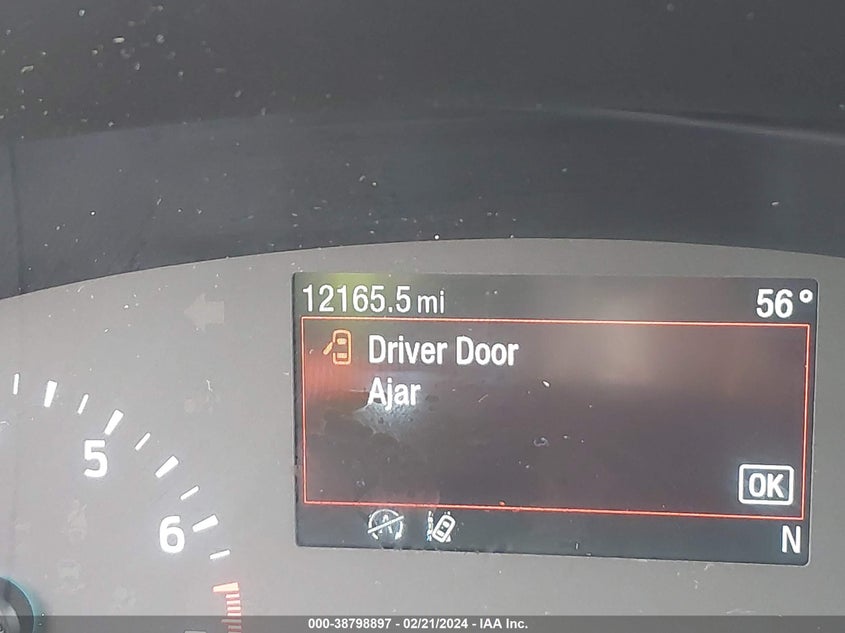 12165.5 mi 56°
Driver Door
Ajar
OK
N
5
6
000-38798897 - 02/21/2024 - IAA Inc.